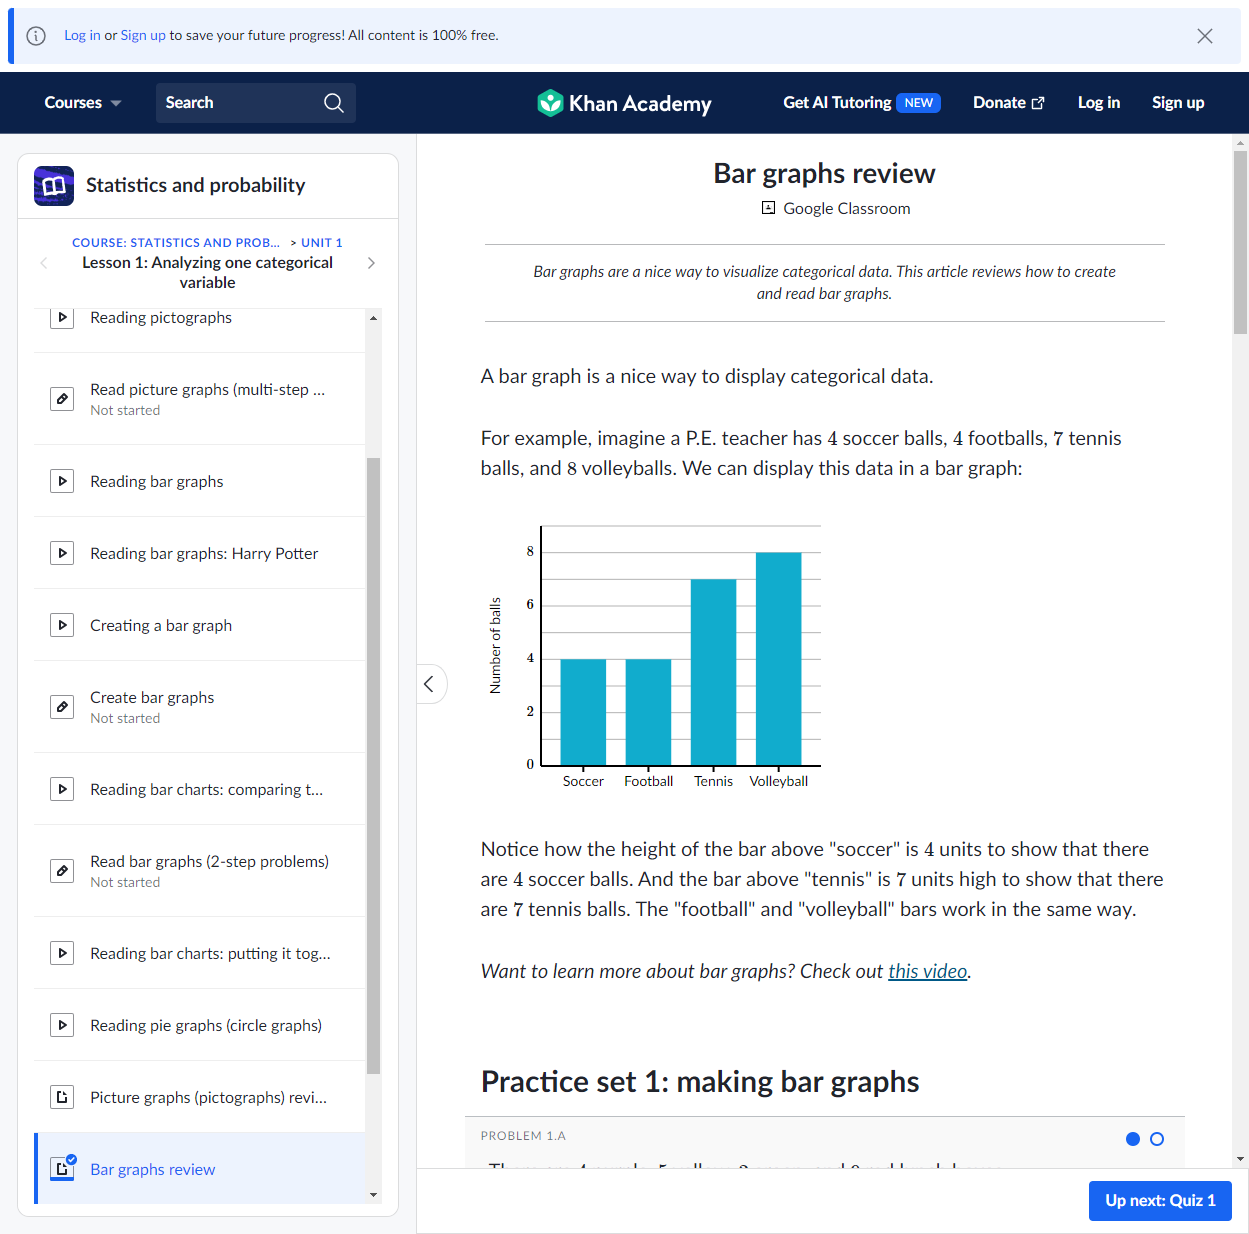 Log in or Sign up to save your future progress! All content is 100% free.
Courses
Search
Khan Academy
Get AI Tutoring NEW
Donate
Log in
Sign up
Statistics and probability
COURSE: STATISTICS AND PROB... > UNIT 1
Lesson 1: Analyzing one categorical
variable
Reading pictographs
Read picture graphs (multi-step ...
Not started
Reading bar graphs
Reading bar graphs: Harry Potter
Creating a bar graph
Create bar graphs
Not started
Reading bar charts: comparing t...
Read bar graphs (2-step problems)
Not started
Reading bar charts: putting it tog...
Reading pie graphs (circle graphs)
Picture graphs (pictographs) revi...
Bar graphs review
Bar graphs review
Google Classroom
Bar graphs are a nice way to visualize categorical data. This article reviews how to create
and read bar graphs.
A bar graph is a nice way to display categorical data.
For example, imagine a P.E. teacher has 4 soccer balls, 4 footballs, 7 tennis
balls, and 8 volleyballs. We can display this data in a bar graph:
Number of balls
8
6
4
2
0
Soccer
Football
Tennis
Volleyball
Notice how the height of the bar above "soccer" is 4 units to show that there
are 4 soccer balls. And the bar above "tennis" is 7 units high to show that there
are 7 tennis balls. The "football" and "volleyball" bars work in the same way.
Want to learn more about bar graphs? Check out this video.
Practice set 1: making bar graphs
PROBLEM 1.A
Up next: Quiz 1